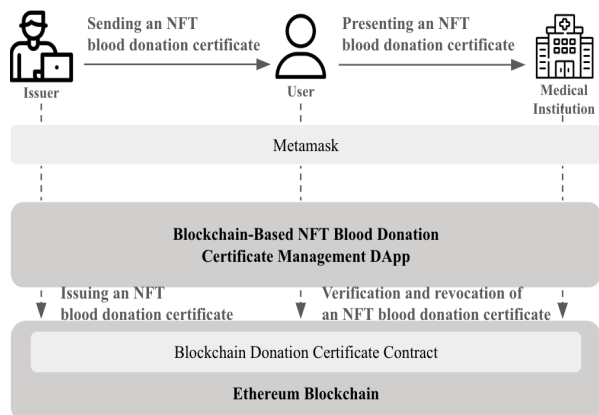 Sending an NFT
blood donation certificate
Presenting an NFT
blood donation certificate
Issuer
User
Medical
Institution
Metamask
Blockchain-Based NFT Blood Donation
Certificate Management DApp
Issuing an NFT
blood donation certificate
Verification and revocation of
an NFT blood donation certificate
Blockchain Donation Certificate Contract
Ethereum Blockchain